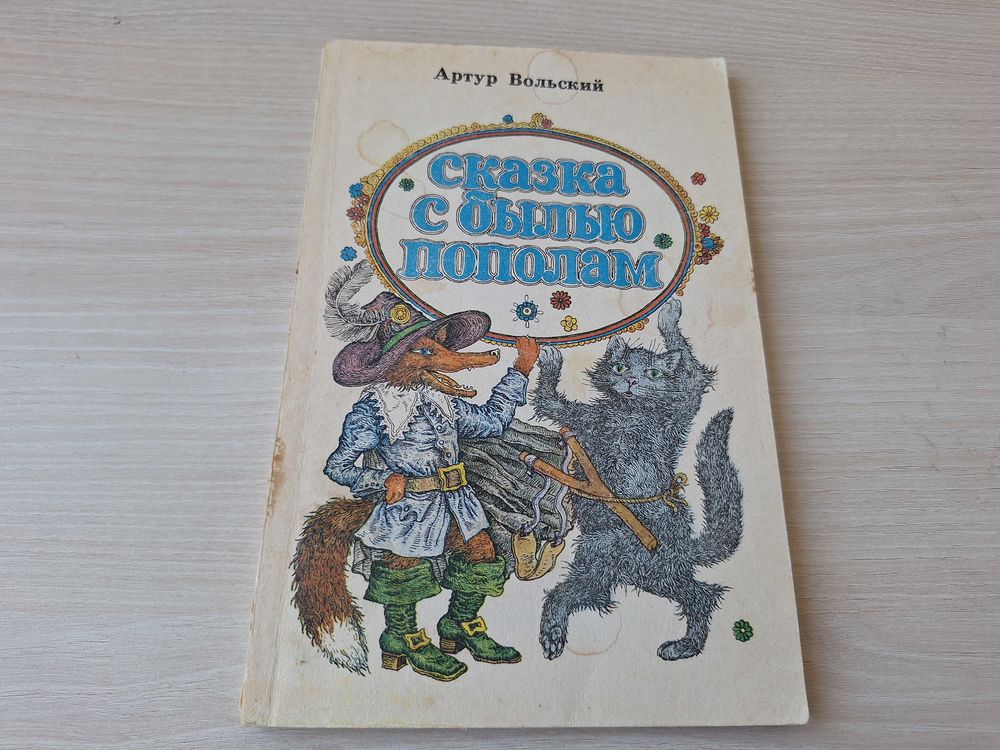 Артур Вольский
сказка
с былью
пополам